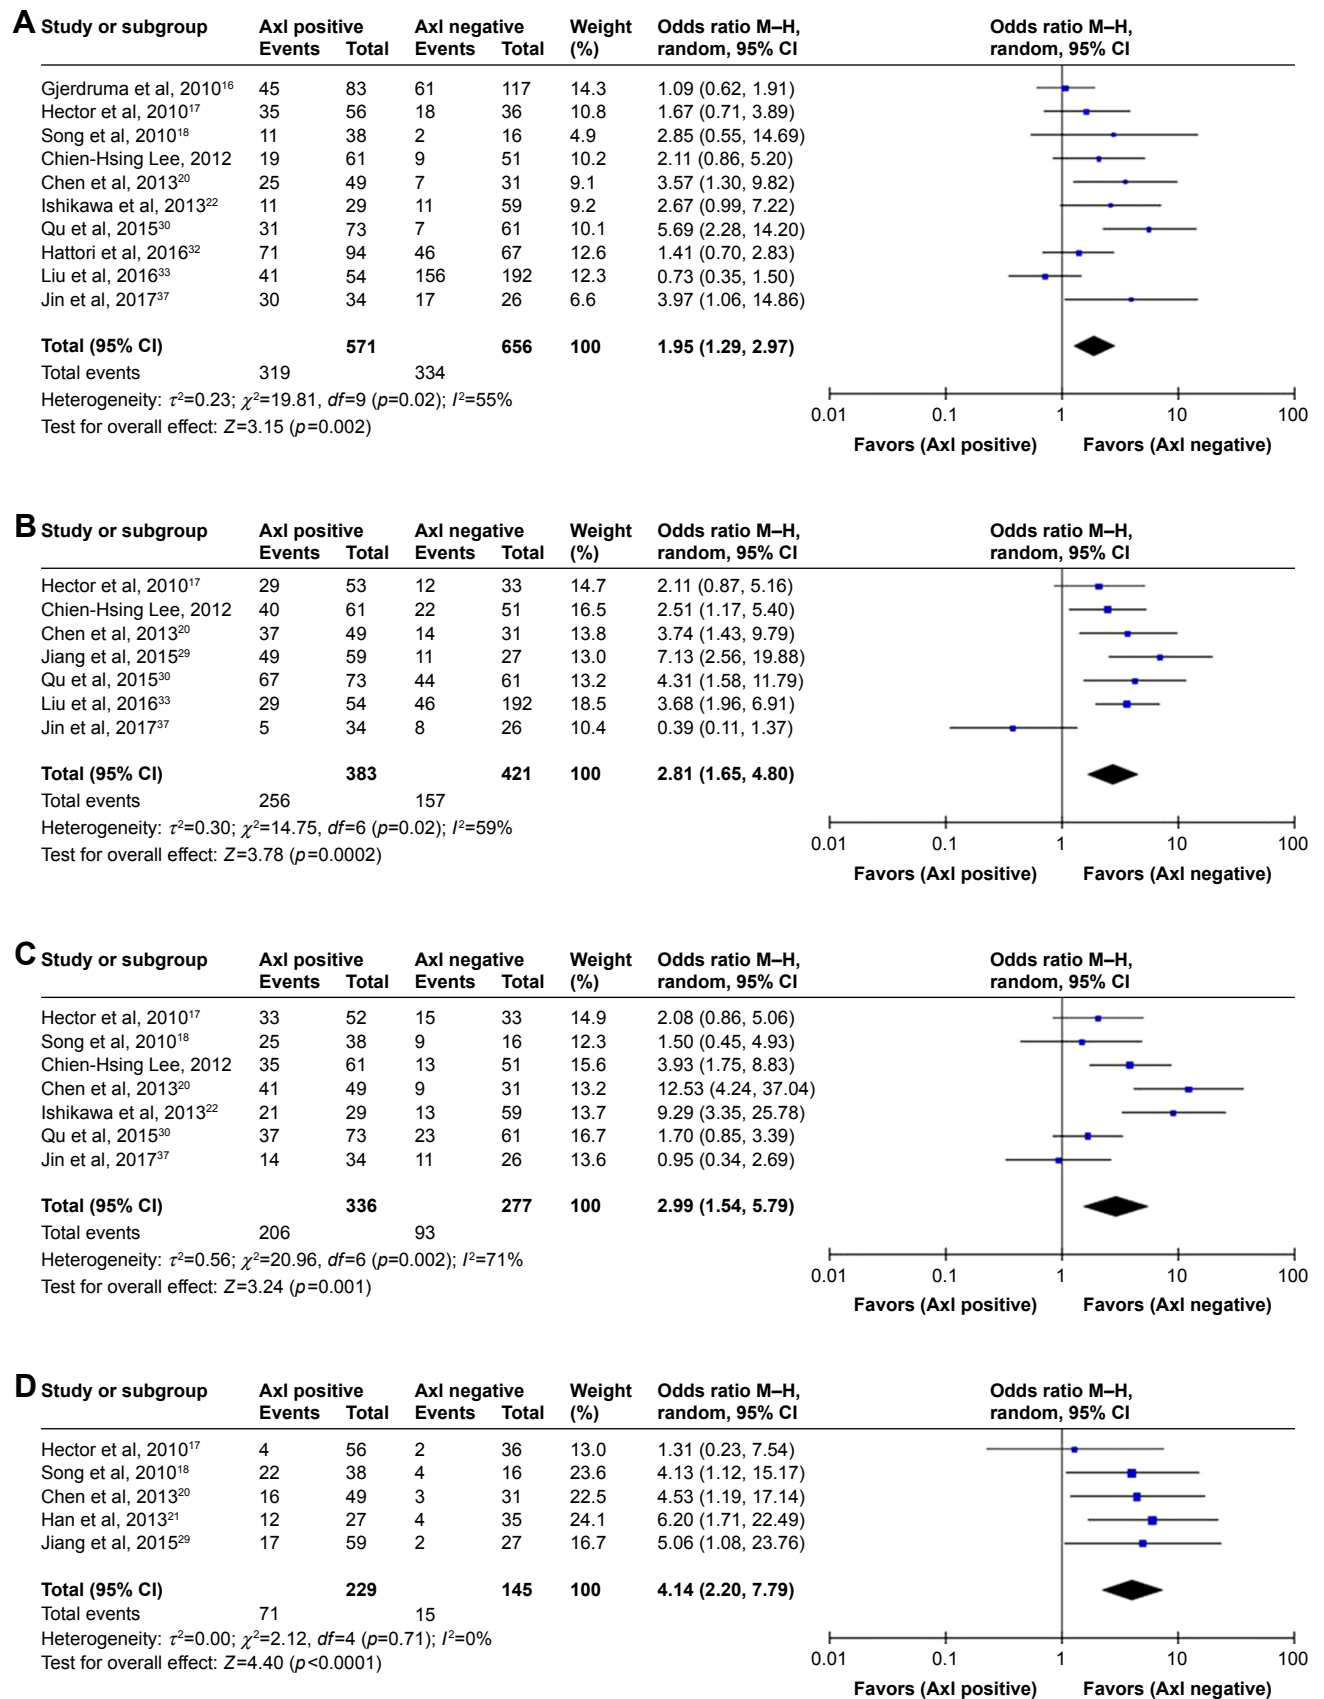 A Study or subgroup Axl positive Axl negative Weight Odds ratio M–H, Odds ratio M–H,
Events Total Events Total (%) random, 95% CI random, 95% CI
Gjerdruma et al, 2010¹⁶ 45 83 61 117 14.3 1.09 (0.62, 1.91)
Hector et al, 2010¹⁷ 35 56 18 36 10.8 1.67 (0.71, 3.89)
Song et al, 2010¹⁸ 11 38 2 16 4.9 2.85 (0.55, 14.69)
Chien-Hsing Lee, 2012 19 61 9 51 10.2 2.11 (0.86, 5.20)
Chen et al, 2013²⁰ 25 49 7 31 9.1 3.57 (1.30, 9.82)
Ishikawa et al, 2013²² 11 29 11 59 9.2 2.67 (0.99, 7.22)
Qu et al, 2015³⁰ 31 73 7 61 10.1 5.69 (2.28, 14.20)
Hattori et al, 2016³² 71 94 46 67 12.6 1.41 (0.70, 2.83)
Liu et al, 2016³³ 41 54 156 192 12.3 0.73 (0.35, 1.50)
Jin et al, 2017³⁷ 30 34 17 26 6.6 3.97 (1.06, 14.86)
Total (95% CI) 571 656 100 1.95 (1.29, 2.97)
Total events 319 334
Heterogeneity: τ²=0.23; χ²=19.81, df=9 (p=0.02); I²=55%
Test for overall effect: Z=3.15 (p=0.002)
0.01 0.1 1 10 100
Favors (Axl positive) Favors (Axl negative)
B Study or subgroup Axl positive Axl negative Weight Odds ratio M–H, Odds ratio M–H,
Events Total Events Total (%) random, 95% CI random, 95% CI
Hector et al, 2010¹⁷ 29 53 12 33 14.7 2.11 (0.87, 5.16)
Chien-Hsing Lee, 2012 40 61 22 51 16.5 2.51 (1.17, 5.40)
Chen et al, 2013²⁰ 37 49 14 31 13.8 3.74 (1.43, 9.79)
Jiang et al, 2015²⁹ 49 59 11 27 13.0 7.13 (2.56, 19.88)
Qu et al, 2015³⁰ 67 73 44 61 13.2 4.31 (1.58, 11.79)
Liu et al, 2016³³ 29 54 46 192 18.5 3.68 (1.96, 6.91)
Jin et al, 2017³⁷ 5 34 8 26 10.4 0.39 (0.11, 1.37)
Total (95% CI) 383 421 100 2.81 (1.65, 4.80)
Total events 256 157
Heterogeneity: τ²=0.30; χ²=14.75, df=6 (p=0.02); I²=59%
Test for overall effect: Z=3.78 (p=0.0002)
0.01 0.1 1 10 100
Favors (Axl positive) Favors (Axl negative)
C Study or subgroup Axl positive Axl negative Weight Odds ratio M–H, Odds ratio M–H,
Events Total Events Total (%) random, 95% CI random, 95% CI
Hector et al, 2010¹⁷ 33 52 15 33 14.9 2.08 (0.86, 5.06)
Song et al, 2010¹⁸ 25 38 9 16 12.3 1.50 (0.45, 4.93)
Chien-Hsing Lee, 2012 35 61 13 51 15.6 3.93 (1.75, 8.83)
Chen et al, 2013²⁰ 41 49 9 31 13.2 12.53 (4.24, 37.04)
Ishikawa et al, 2013²² 21 29 13 59 13.7 9.29 (3.35, 25.78)
Qu et al, 2015³⁰ 37 73 23 61 16.7 1.70 (0.85, 3.39)
Jin et al, 2017³⁷ 14 34 11 26 13.6 0.95 (0.34, 2.69)
Total (95% CI) 336 277 100 2.99 (1.54, 5.79)
Total events 206 93
Heterogeneity: τ²=0.56; χ²=20.96, df=6 (p=0.002); I²=71%
Test for overall effect: Z=3.24 (p=0.001)
0.01 0.1 1 10 100
Favors (Axl positive) Favors (Axl negative)
D Study or subgroup Axl positive Axl negative Weight Odds ratio M–H, Odds ratio M–H,
Events Total Events Total (%) random, 95% CI random, 95% CI
Hector et al, 2010¹⁷ 4 56 2 36 13.0 1.31 (0.23, 7.54)
Song et al, 2010¹⁸ 22 38 4 16 23.6 4.13 (1.12, 15.17)
Chen et al, 2013²⁰ 16 49 3 31 22.5 4.53 (1.19, 17.14)
Han et al, 2013²¹ 12 27 4 35 24.1 6.20 (1.71, 22.49)
Jiang et al, 2015²⁹ 17 59 2 27 16.7 5.06 (1.08, 23.76)
Total (95% CI) 229 145 100 4.14 (2.20, 7.79)
Total events 71 15
Heterogeneity: τ²=0.00; χ²=2.12, df=4 (p=0.71); I²=0%
Test for overall effect: Z=4.40 (p<0.0001)
0.01 0.1 1 10 100
Favors (Axl positive) Favors (Axl negative)